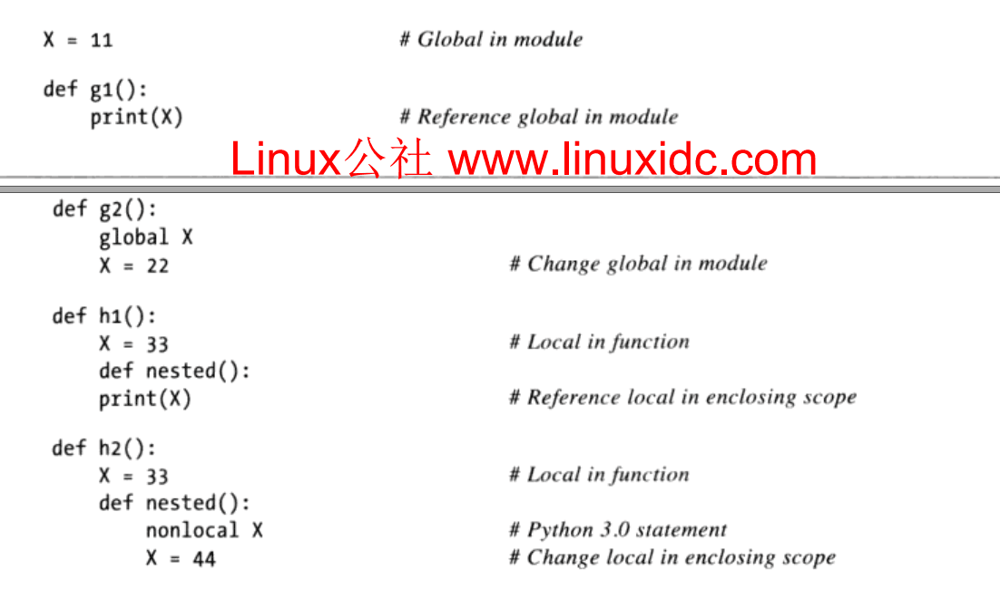 X = 11 # Global in module
def g1():
print(X) # Reference global in module
Linux公社 www.linuxidc.com
def g2():
global X
X = 22 # Change global in module
def h1():
X = 33 # Local in function
def nested():
print(X) # Reference local in enclosing scope
def h2():
X = 33 # Local in function
def nested():
nonlocal X # Python 3.0 statement
X = 44 # Change local in enclosing scope